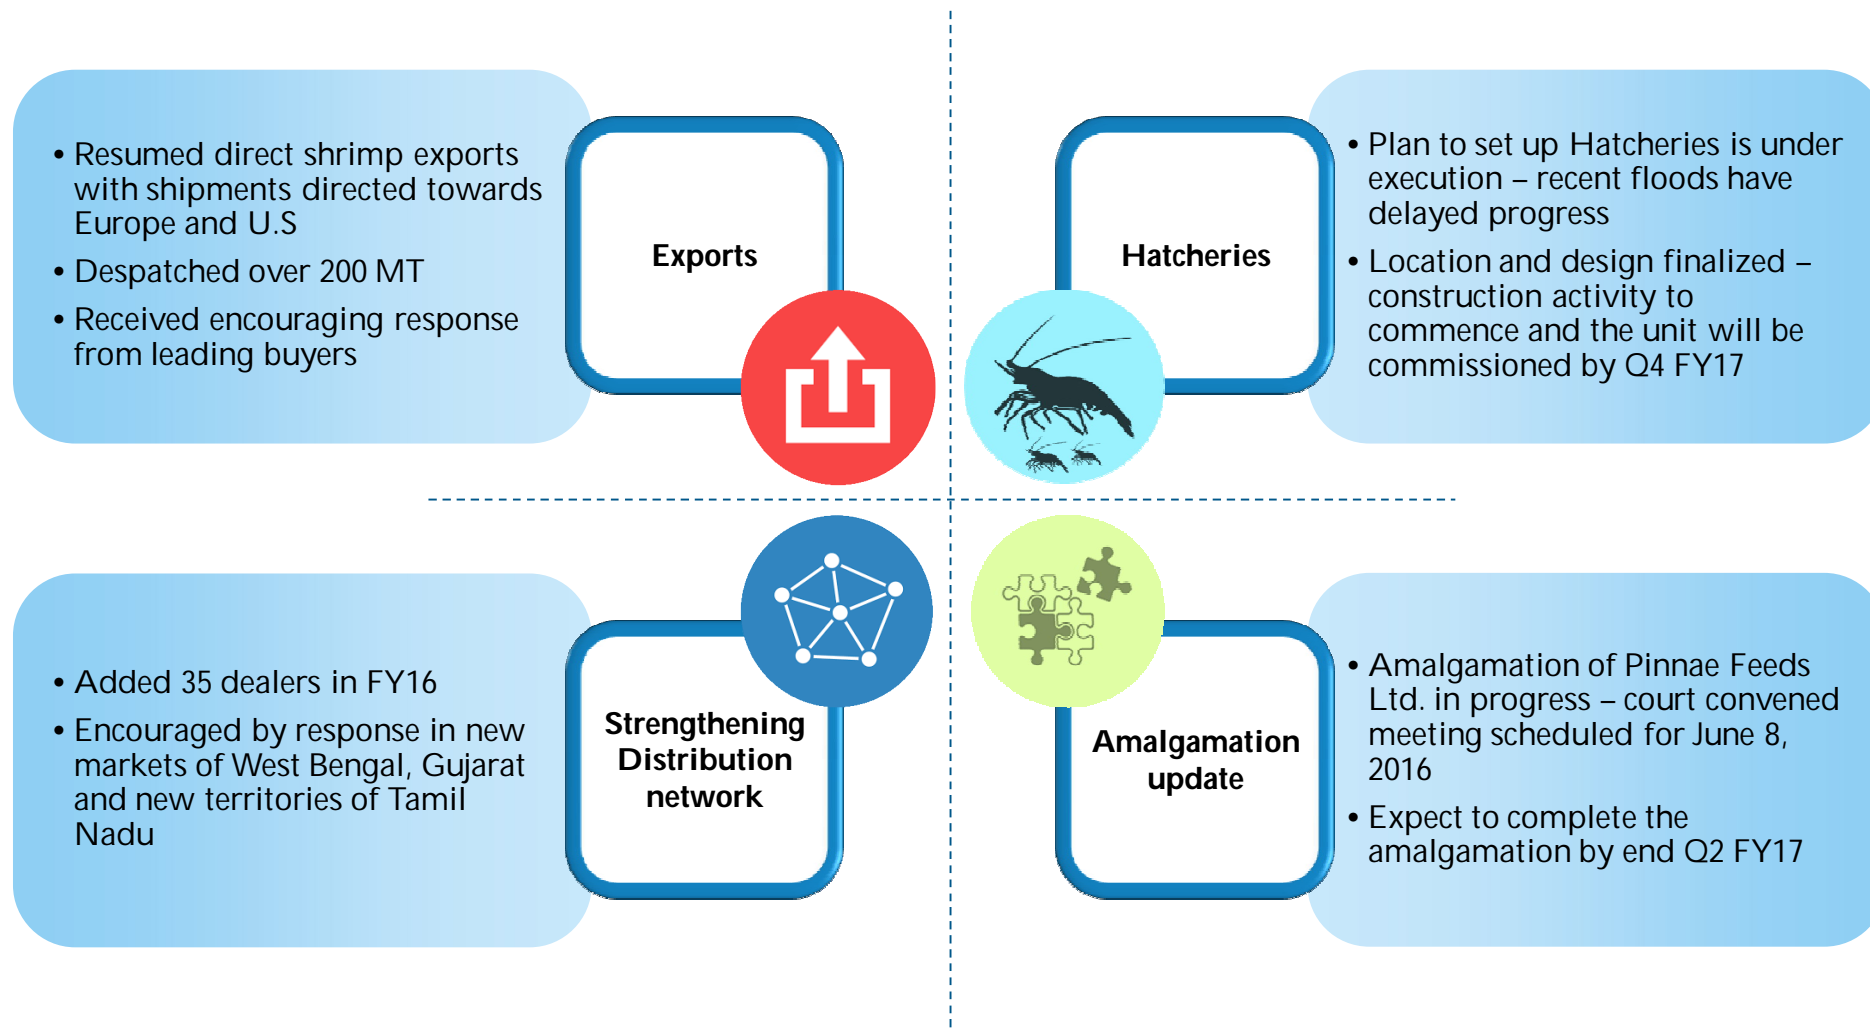 • Resumed direct shrimp exports
with shipments directed towards
Europe and U.S
• Despatched over 200 MT
• Received encouraging response
from leading buyers
Exports
Hatcheries
• Plan to set up Hatcheries is under
execution – recent floods have
delayed progress
• Location and design finalized –
construction activity to
commence and the unit will be
commissioned by Q4 FY17
• Added 35 dealers in FY16
• Encouraged by response in new
markets of West Bengal, Gujarat
and new territories of Tamil
Nadu
Strengthening
Distribution
network
Amalgamation
update
• Amalgamation of Pinnae Feeds
Ltd. in progress – court convened
meeting scheduled for June 8,
2016
• Expect to complete the
amalgamation by end Q2 FY17